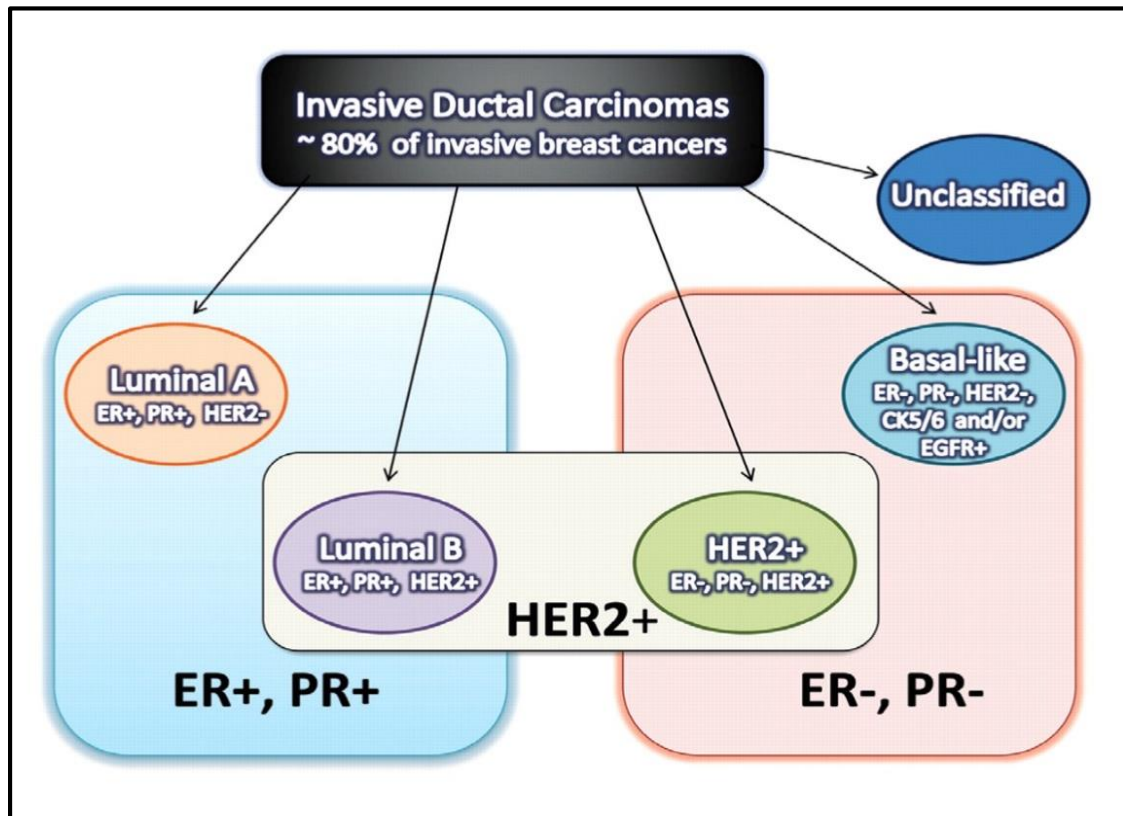 Invasive Ductal Carcinomas
~ 80% of invasive breast cancers
Unclassified
Luminal A
ER+, PR+, HER2-
Basal-like
ER-, PR-, HER2-,
CK5/6 and/or
EGFR+
Luminal B
ER+, PR+, HER2+
HER2+
ER-, PR-, HER2+
HER2+
ER+, PR+
ER-, PR-